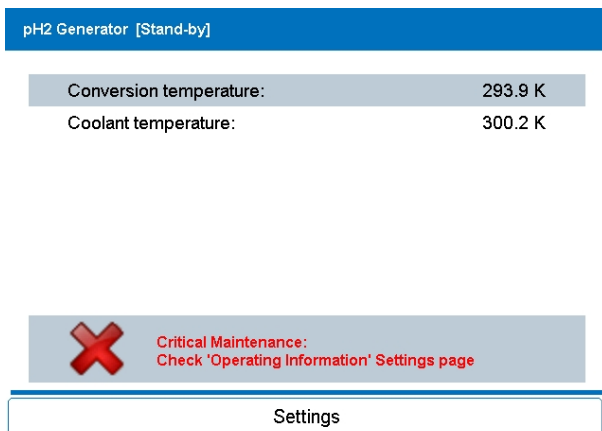 pH2 Generator [Stand-by]
Conversion temperature: 293.9 K
Coolant temperature: 300.2 K
Critical Maintenance:
Check 'Operating Information' Settings page
Settings